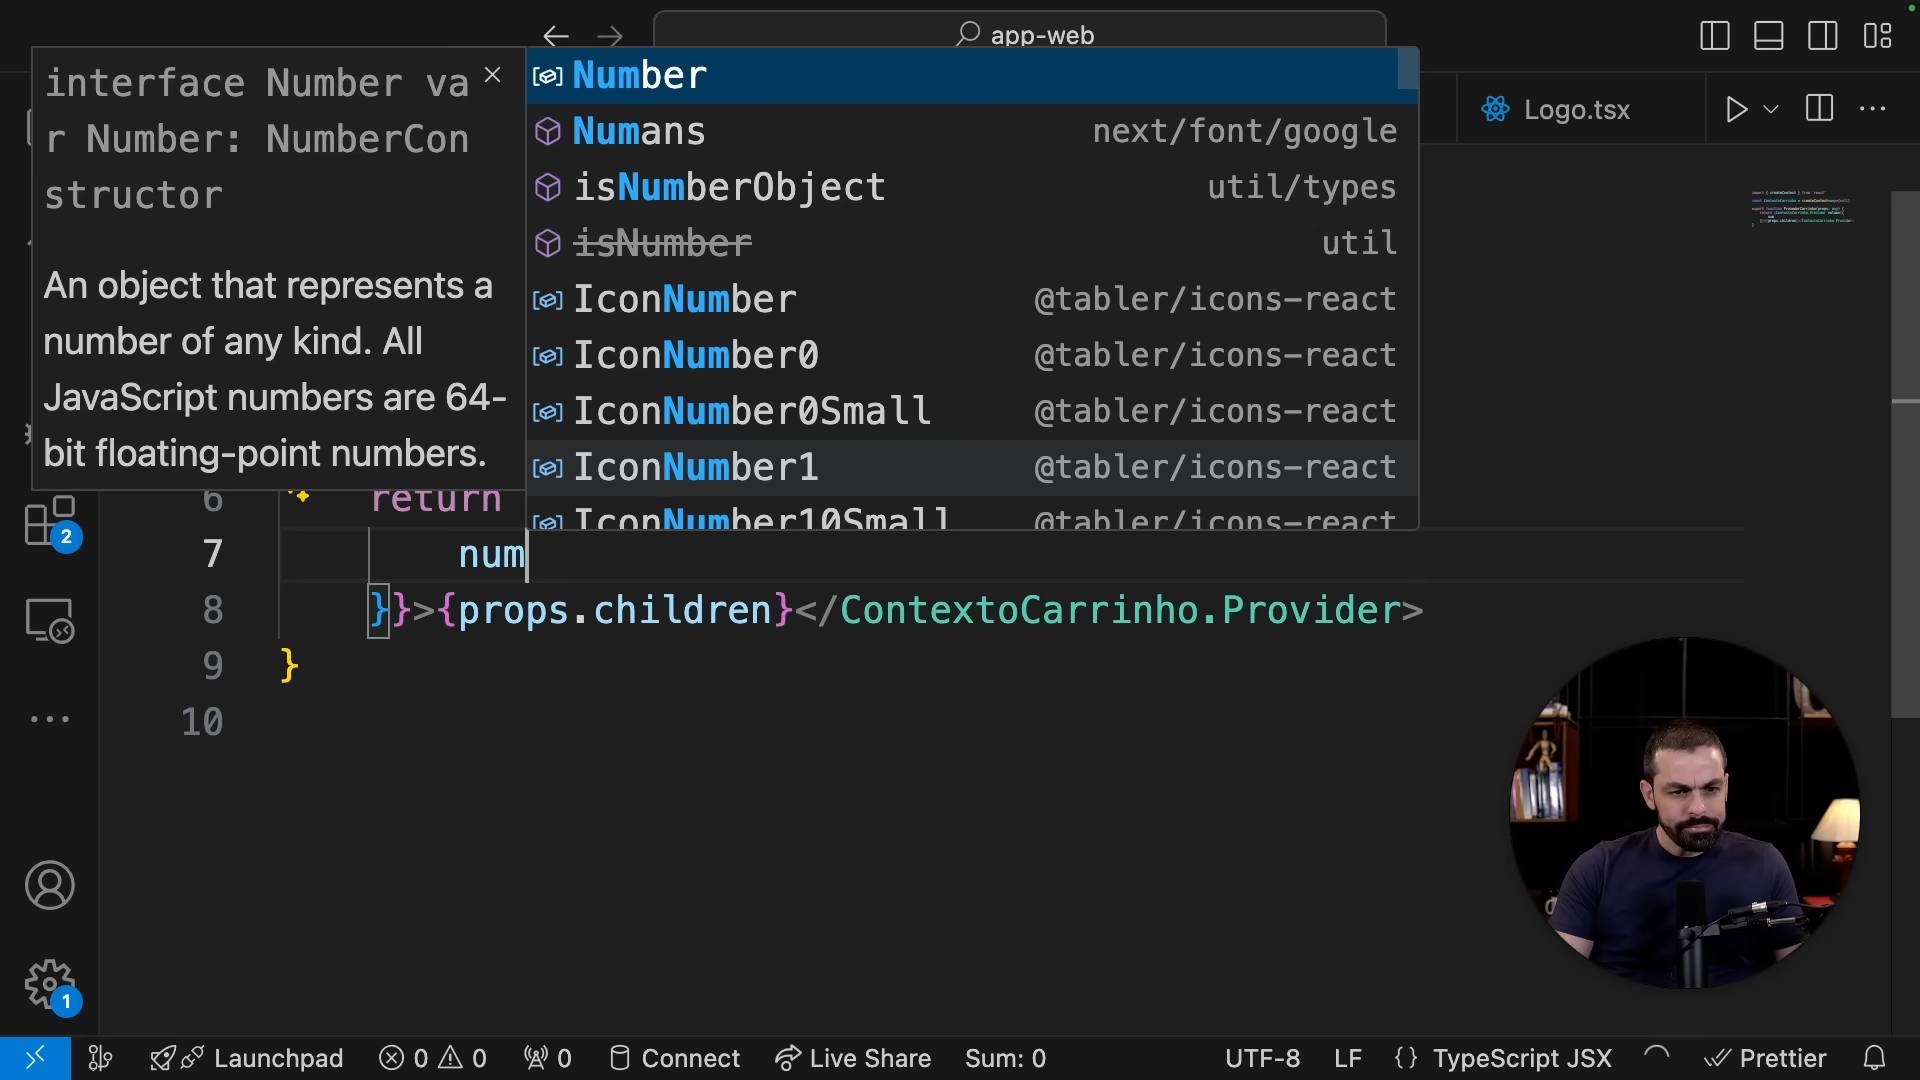 app-web
interface Number va
r Number: NumberCon
structor
An object that represents a
number of any kind. All
JavaScript numbers are 64-
bit floating-point numbers.
Number
Numans next/font/google
isNumberObject util/types
isNumber util
IconNumber @tabler/icons-react
IconNumber0 @tabler/icons-react
IconNumber0Small @tabler/icons-react
IconNumber1 @tabler/icons-react
IconNumber10Small @tabler/icons-react
Logo.tsx
6 return
7 num
8 }}>{props.children}</ContextoCarrinho.Provider>
9 }
10
2
1
Launchpad 0 0 0 Connect Live Share Sum: 0 UTF-8 LF {} TypeScript JSX Prettier